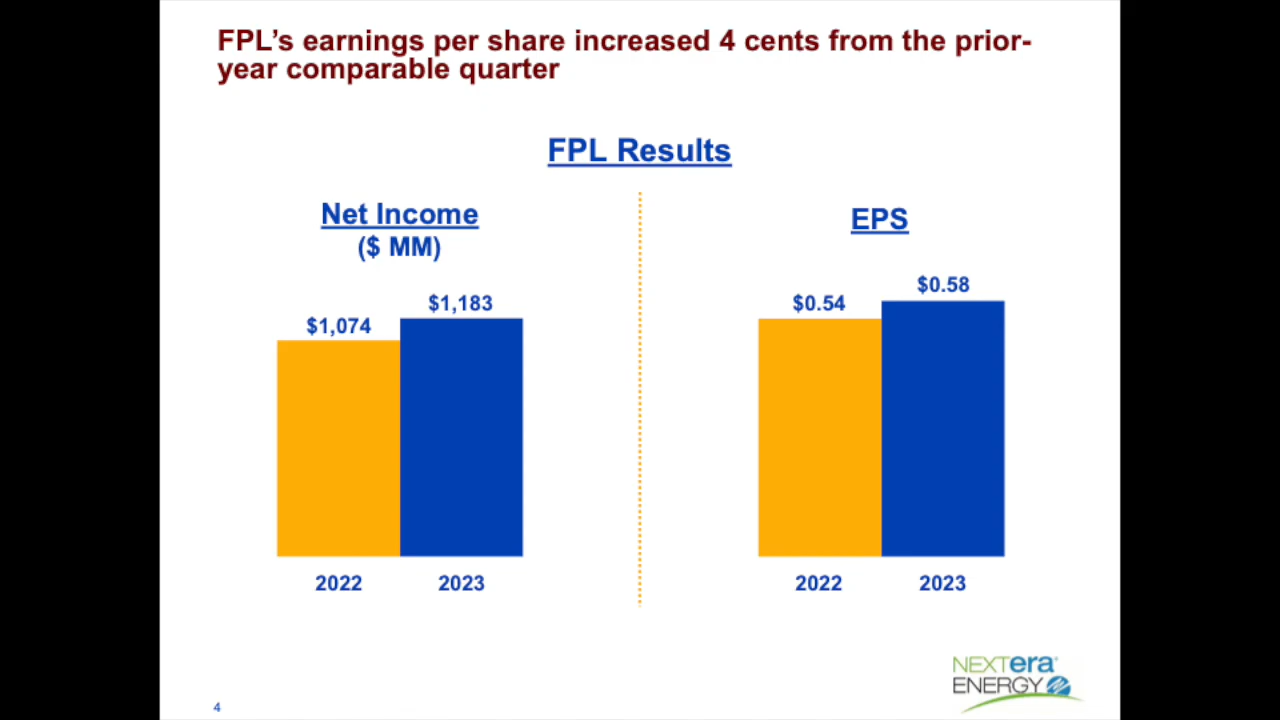 FPL’s earnings per share increased 4 cents from the prior-
year comparable quarter
FPL Results
Net Income
($ MM)
$1,074
$1,183
2022
2023
EPS
$0.54
$0.58
2022
2023
NEXTera®
ENERGY
4